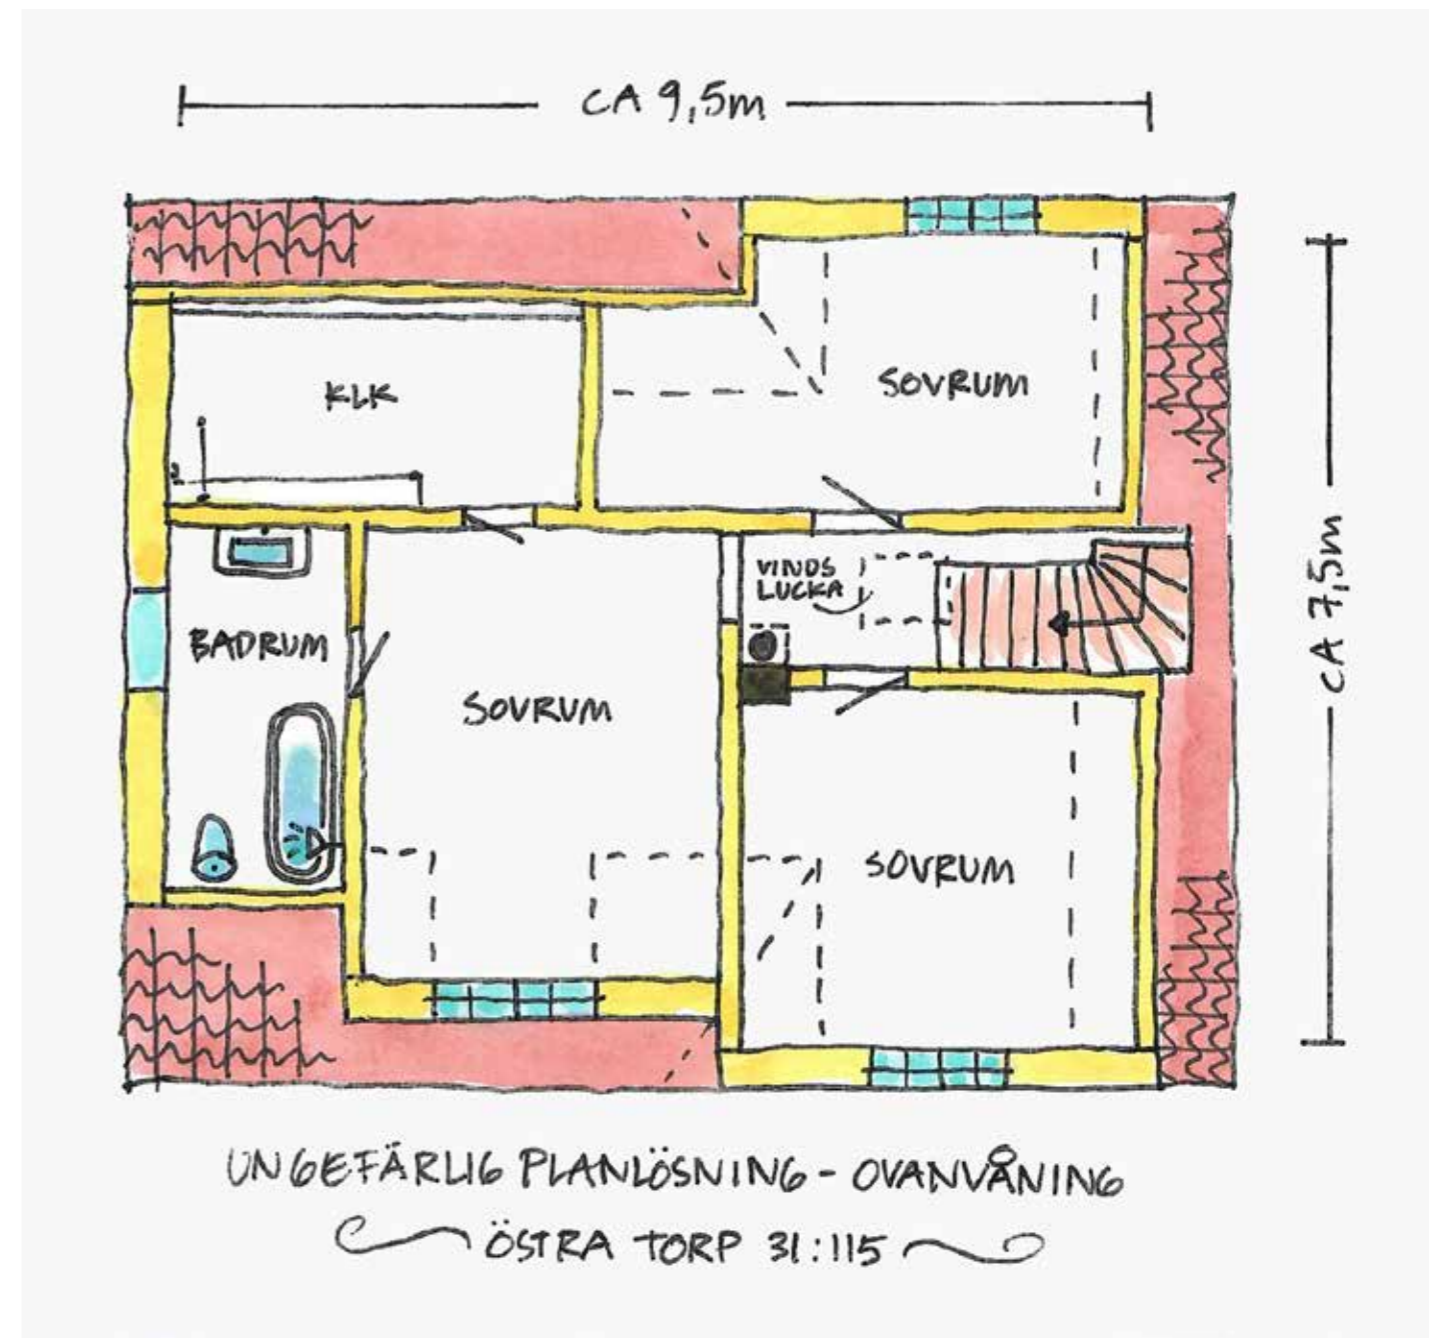 CA 9,5m
KLK
SOVRUM
VINDS
LUCKA
BADRUM
SOVRUM
SOVRUM
CA 7,5m
UNGEFÄRLIG PLANLÖSNING - OVANVÅNING
ÖSTRA TORP 31:115